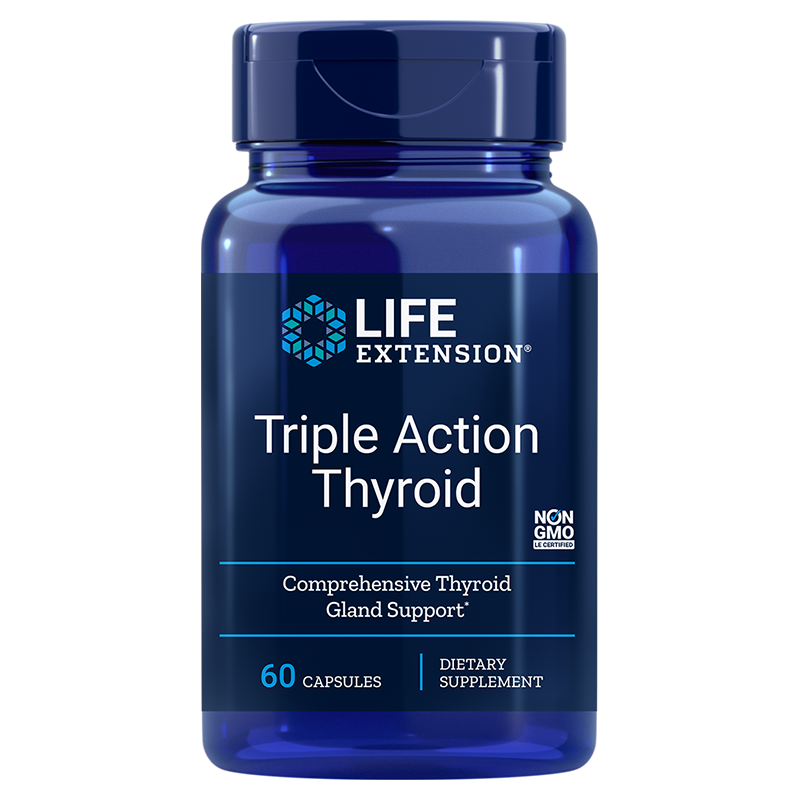 LIFE
EXTENSION®
Triple Action
Thyroid
NON
GMO
LE CERTIFIED
Comprehensive Thyroid
Gland Support*
60 CAPSULES
DIETARY
SUPPLEMENT